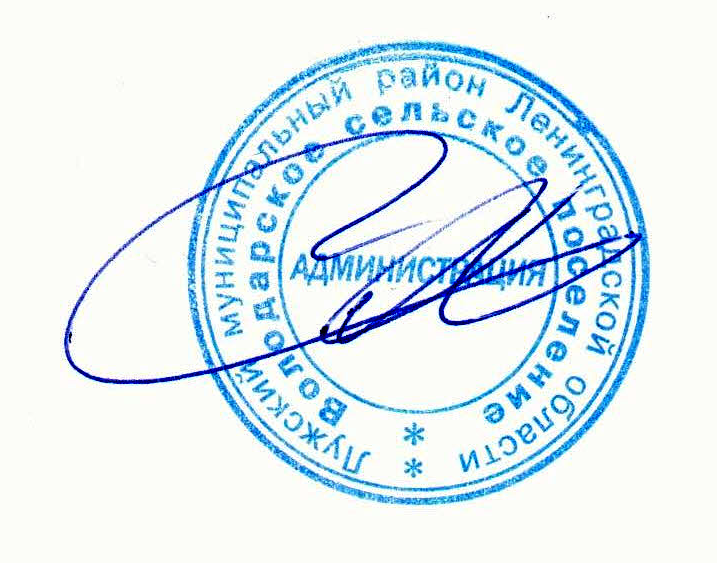 Лужский муниципальный район Ленинградской области
Володарское сельское поселение
АДМИНИСТРАЦИЯ
* *